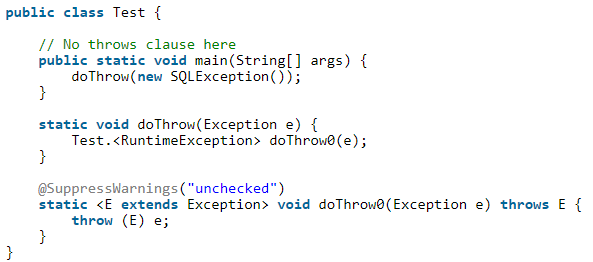 public class Test {
// No throws clause here
public static void main(String[] args) {
doThrow(new SQLException());
}
static void doThrow(Exception e) {
Test.<RuntimeException> doThrow0(e);
}
@SuppressWarnings("unchecked")
static <E extends Exception> void doThrow0(Exception e) throws E {
throw (E) e;
}
}